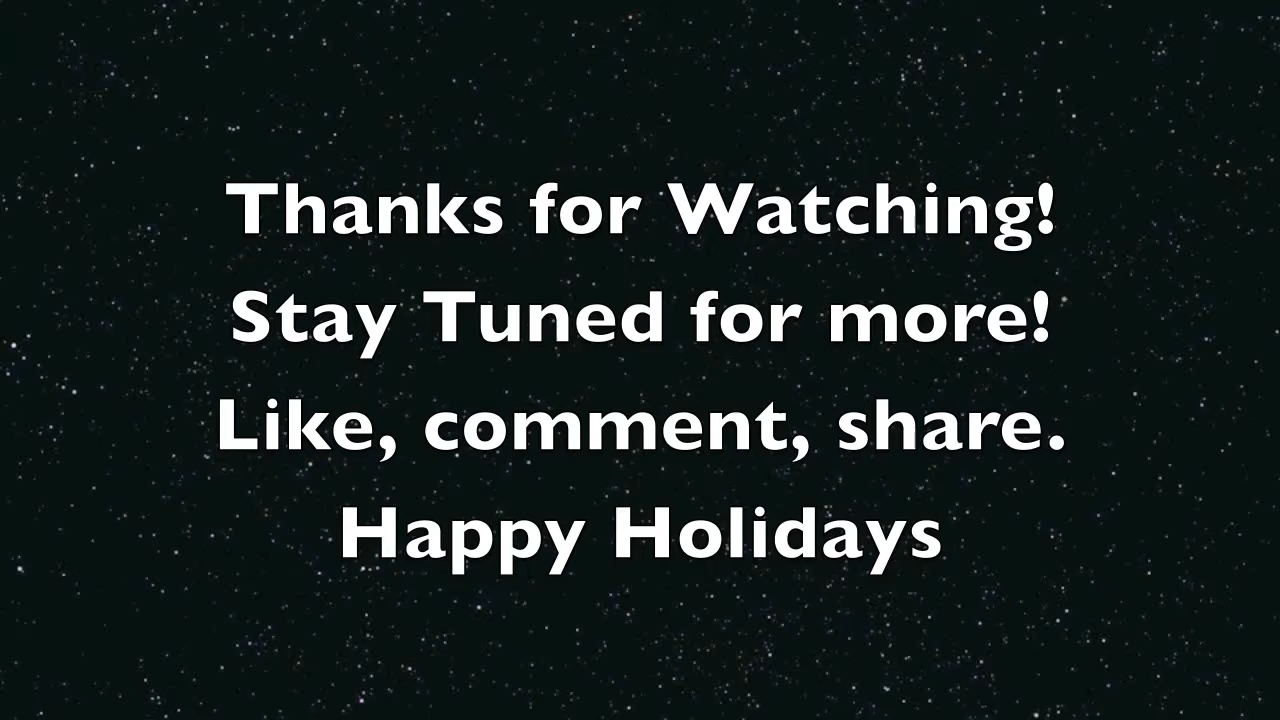 Thanks for Watching!
Stay Tuned for more!
Like, comment, share.
Happy Holidays